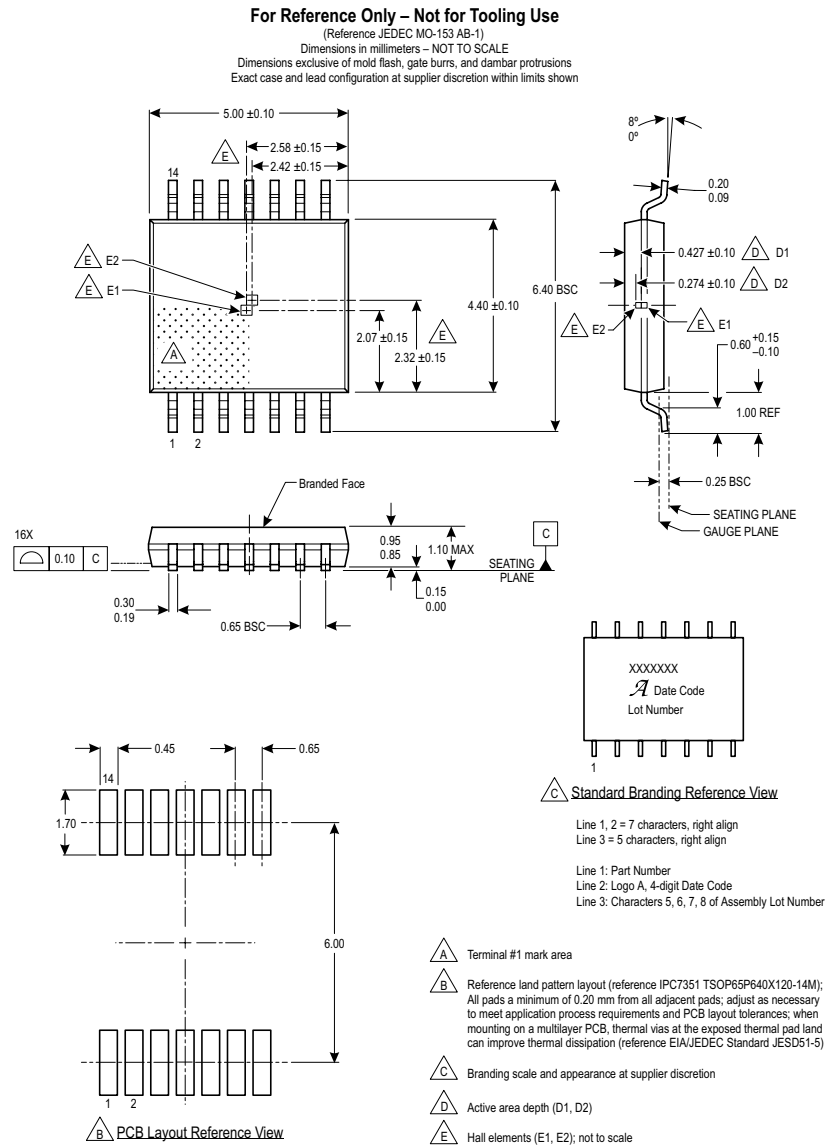 For Reference Only – Not for Tooling Use
(Reference JEDEC MO-153 AB-1)
Dimensions in millimeters – NOT TO SCALE
Dimensions exclusive of mold flash, gate burrs, and dambar protrusions
Exact case and lead configuration at supplier discretion within limits shown
5.00 ±0.10
E
2.58 ±0.15
2.42 ±0.15
14
E E2
E E1
A
2.07 ±0.15
2.32 ±0.15
E
4.40 ±0.10
6.40 BSC
1 2
8º
0º
0.20
0.09
0.427 ±0.10 D D1
0.274 ±0.10 D D2
E E2
E E1
0.60 +0.15
–0.10
1.00 REF
0.25 BSC
SEATING PLANE
GAUGE PLANE
Branded Face
16X
0.10 C
0.95
0.85
1.10 MAX
C
SEATING
PLANE
0.15
0.00
0.30
0.19
0.65 BSC
XXXXXXX
A Date Code
Lot Number
1
C Standard Branding Reference View
Line 1, 2 = 7 characters, right align
Line 3 = 5 characters, right align
Line 1: Part Number
Line 2: Logo A, 4-digit Date Code
Line 3: Characters 5, 6, 7, 8 of Assembly Lot Number
0.45
0.65
14
1.70
6.00
1 2
B PCB Layout Reference View
A Terminal #1 mark area
B Reference land pattern layout (reference IPC7351 TSOP65P640X120-14M);
All pads a minimum of 0.20 mm from all adjacent pads; adjust as necessary
to meet application process requirements and PCB layout tolerances; when
mounting on a multilayer PCB, thermal vias at the exposed thermal pad land
can improve thermal dissipation (reference EIA/JEDEC Standard JESD51-5)
C Branding scale and appearance at supplier discretion
D Active area depth (D1, D2)
E Hall elements (E1, E2); not to scale